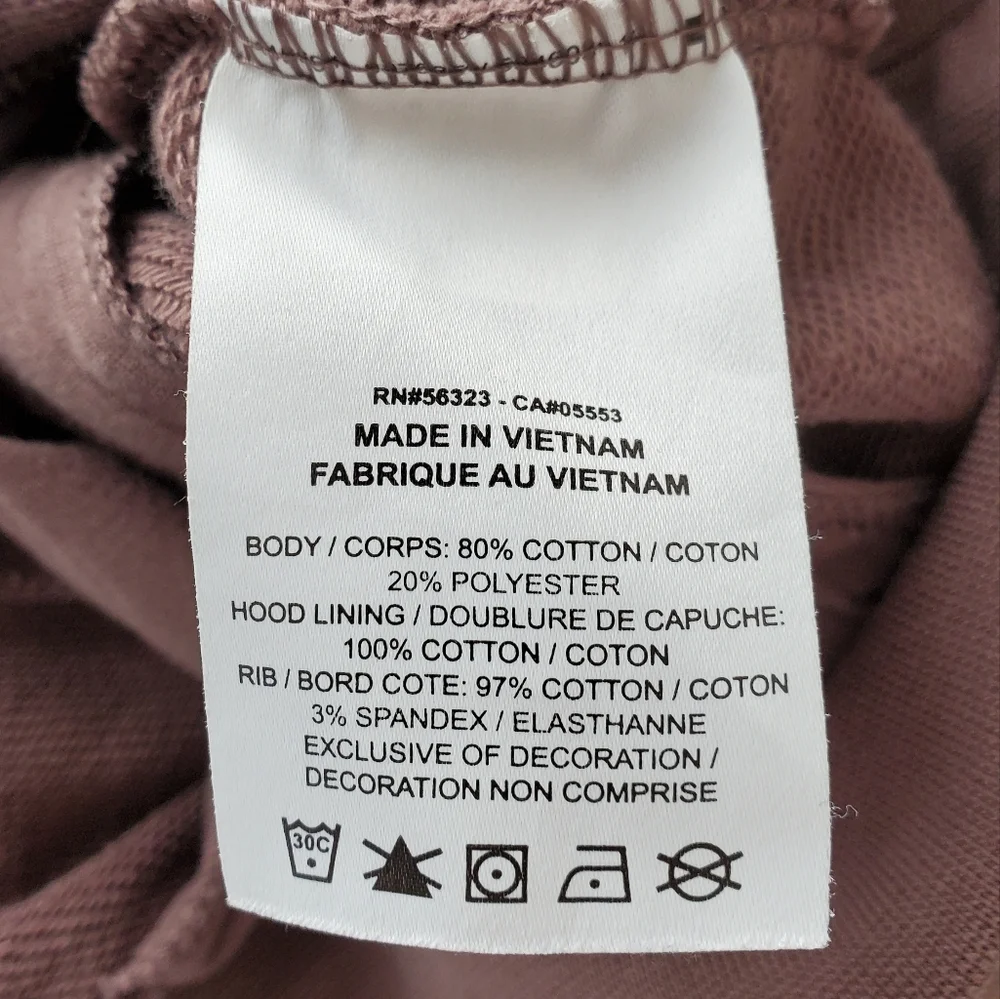 RN#56323 - CA#05553
MADE IN VIETNAM
FABRIQUE AU VIETNAM
BODY / CORPS: 80% COTTON / COTON
20% POLYESTER
HOOD LINING / DOUBLURE DE CAPUCHE:
100% COTTON / COTON
RIB / BORD COTE: 97% COTTON / COTON
3% SPANDEX / ELASTHANNE
EXCLUSIVE OF DECORATION /
DECORATION NON COMPRISE
30C